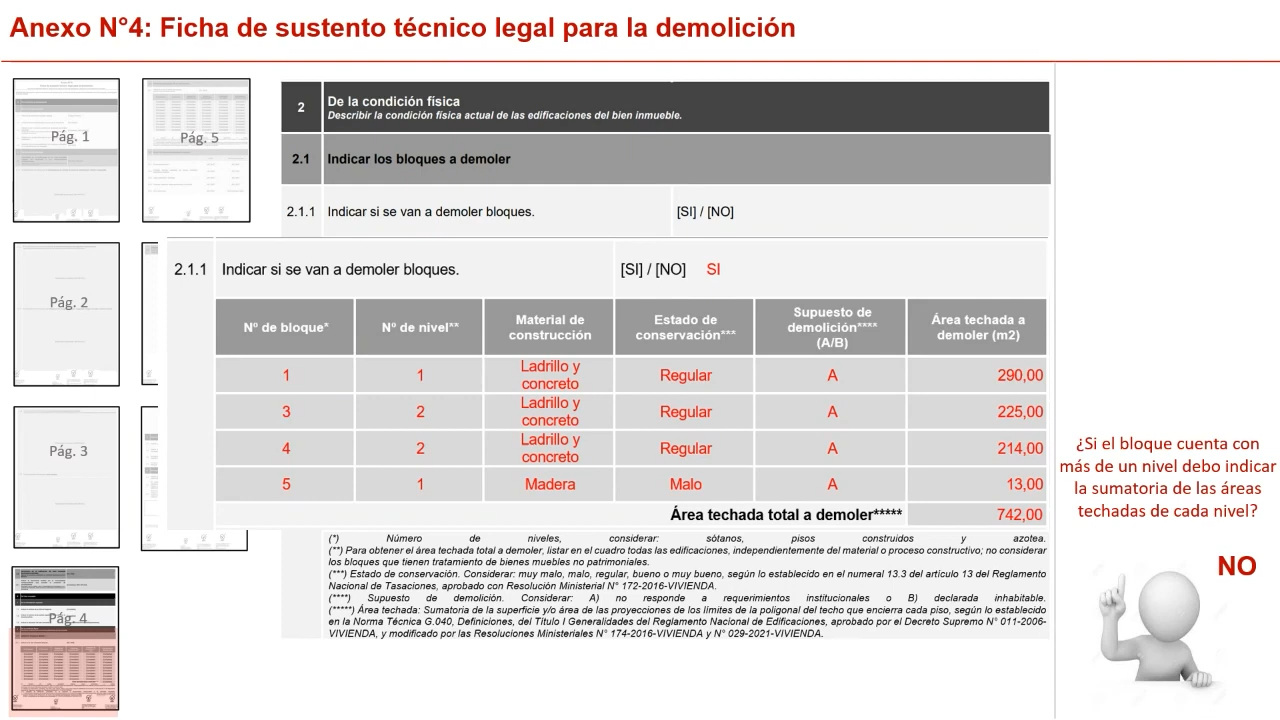 Anexo N°4: Ficha de sustento técnico legal para la demolición
Pág. 1
Pág. 5
Pág. 2
Pág. 3
Pág. 4
2 De la condición física
Describir la condición física actual de las edificaciones del bien inmueble.
2.1 Indicar los bloques a demoler
2.1.1 Indicar si se van a demoler bloques. [SI] / [NO]
2.1.1 Indicar si se van a demoler bloques. [SI] / [NO] SI
Nº de bloque* Nº de nivel** Material de construcción Estado de conservación*** Supuesto de demolición**** (A/B) Área techada a demoler (m2)
1 1 Ladrillo y concreto Regular A 290,00
3 2 Ladrillo y concreto Regular A 225,00
4 2 Ladrillo y concreto Regular A 214,00
5 1 Madera Malo A 13,00
Área techada total a demoler***** 742,00
(*) Número de niveles, considerar: sótanos, pisos construidos y azotea.
(**) Para obtener el área techada total a demoler, listar en el cuadro todas las edificaciones, independientemente del material o proceso constructivo; no considerar
los bloques que tienen tratamiento de bienes muebles no patrimoniales.
(***) Estado de conservación. Considerar: muy malo, malo, regular, bueno o muy bueno, según lo establecido en el numeral 13.3 del artículo 13 del Reglamento
Nacional de Tasaciones, aprobado con Resolución Ministerial N° 172-2016-VIVIENDA.
(****) Supuesto de demolición. Considerar: A) no responde a requerimientos institucionales o B) declarada inhabitable.
(*****) Área techada: Sumatoria de la superficie y/o área de las proyecciones de los límites de la poligonal del techo que encierra cada piso, según lo establecido
en la Norma Técnica G.040, Definiciones, del Título I Generalidades del Reglamento Nacional de Edificaciones, aprobado por el Decreto Supremo N° 011-2006-
VIVIENDA, y modificado por las Resoluciones Ministeriales N° 174-2016-VIVIENDA y N° 029-2021-VIVIENDA.
¿Si el bloque cuenta con
más de un nivel debo indicar
la sumatoria de las áreas
techadas de cada nivel?
NO